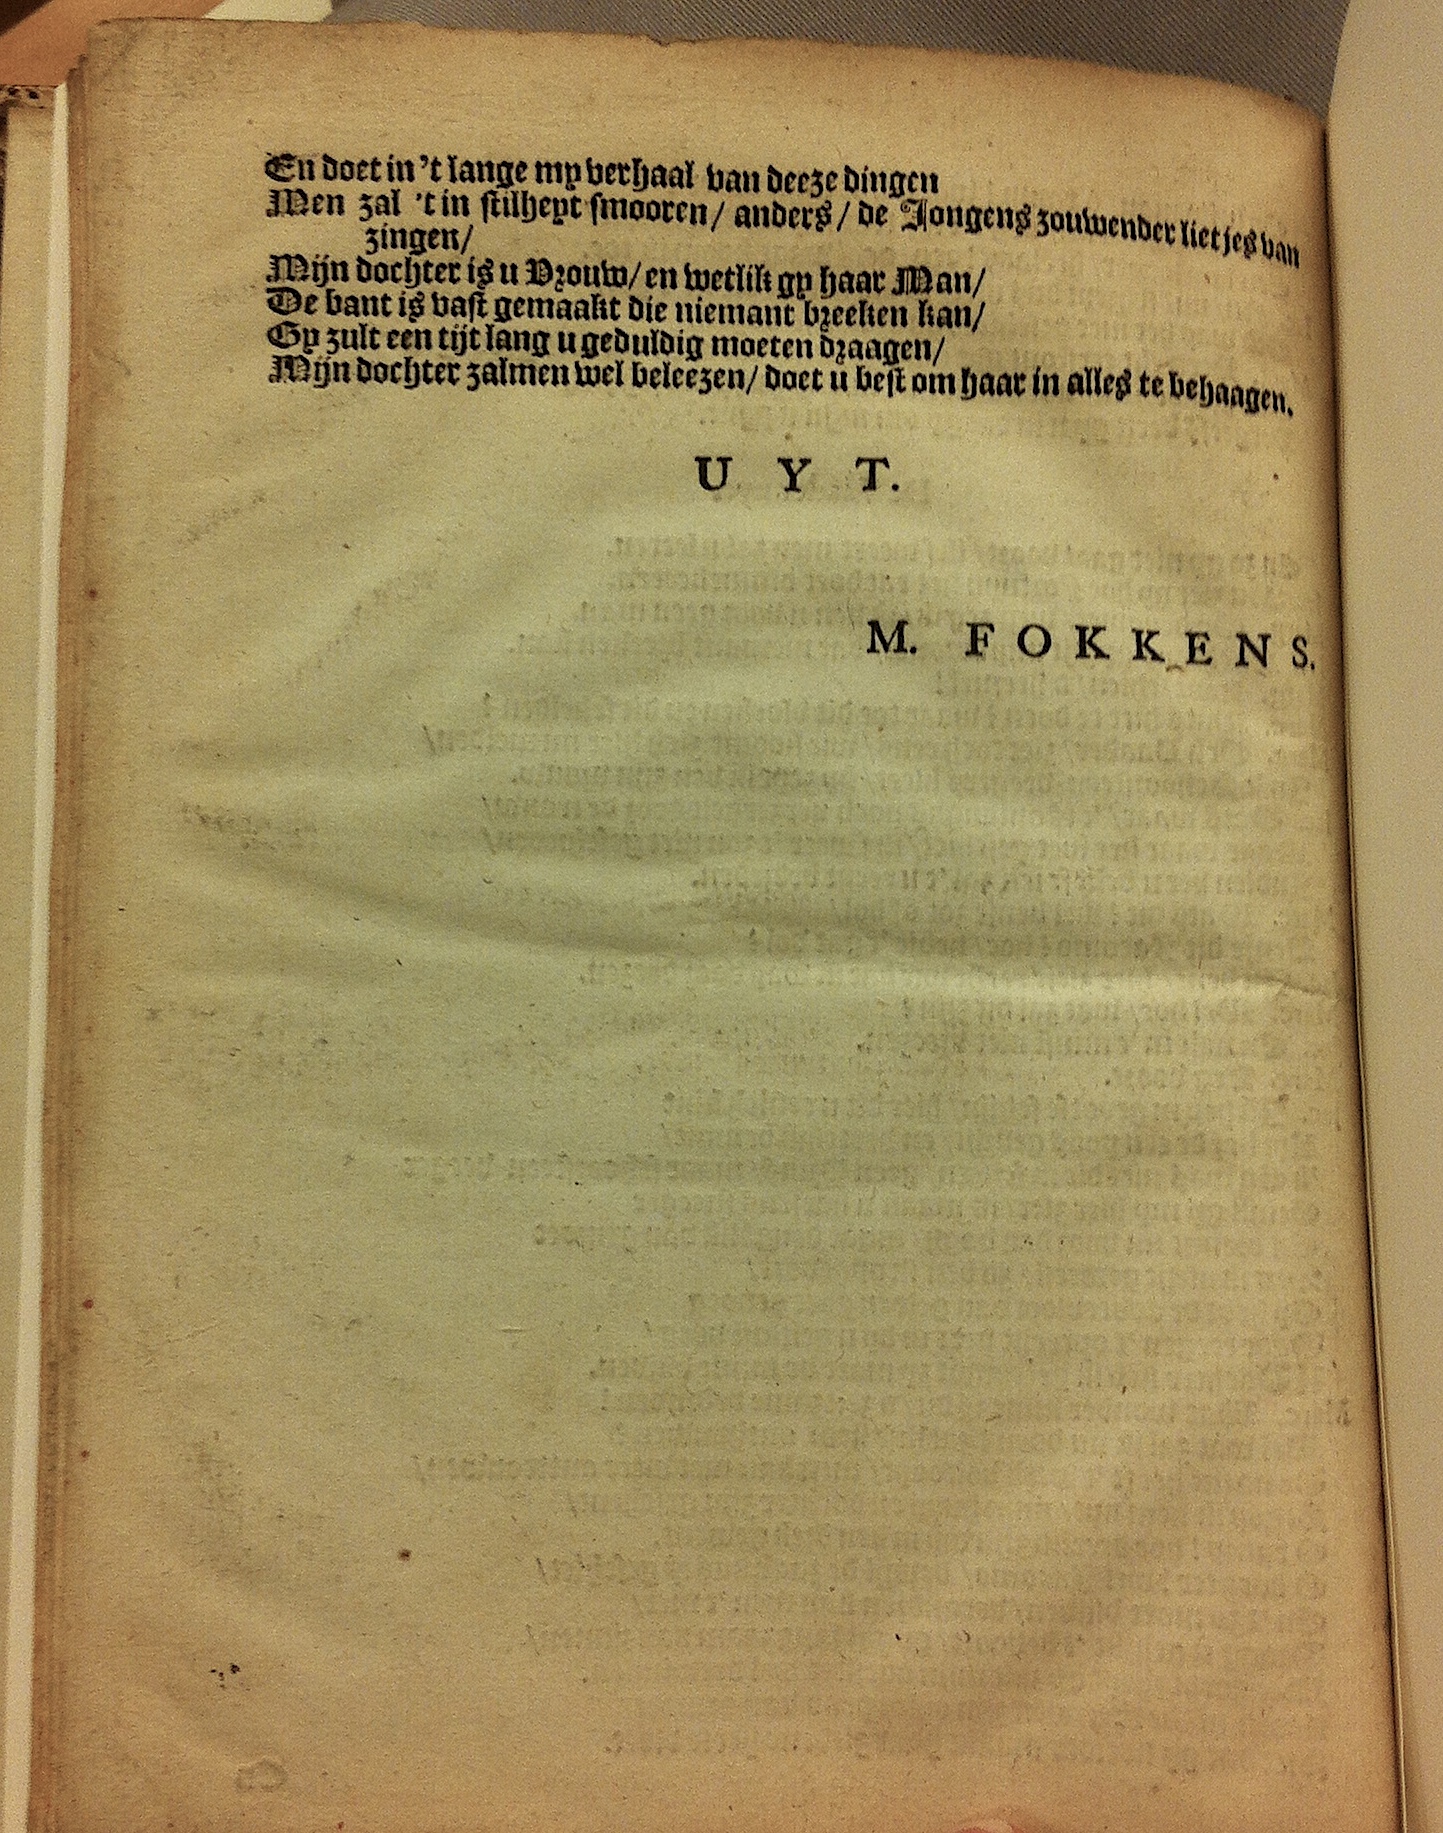 En doet in 't lange my verhaal van deeze dingen
Men zal 't in stilheyt smooren/ anders/ de Jongens zouwender lietjes van
zingen/
Mijn dochter is u Vrouw/ en wetlik gy haar Man/
De bant is vast gemaakt die niemant breeken kan/
Gy zult een tijt lang u geduldig moeten draagen/
Mijn dochter zalmen wel beleezen/ doet u best om haar in alles te behaagen.
U Y T.
M. F O K K E N S.